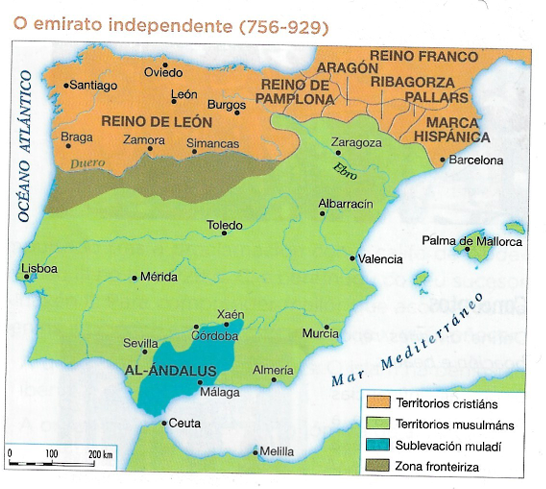 O emirato independente (756-929)
OCÉANO ATLÁNTICO
Santiago
Oviedo
León
Burgos
REINO DE LEÓN
Braga
Zamora
Simancas
Duero
REINO FRANCO
ARAGÓN
REINO DE
PAMPLONA
RIBAGORZA
PALLARS
MARCA
HISPÁNICA
Zaragoza
Ebro
Barcelona
Albarracín
Toledo
Valencia
Palma de Mallorca
Lisboa
Mérida
Xaén
Córdoba
Sevilla
Murcia
AL-ÁNDALUS
Almería
Málaga
Mar Mediterráneo
Ceuta
Melilla
Territorios cristiáns
Territorios musulmáns
Sublevación muladí
Zona fronteiriza
0 100 200 km